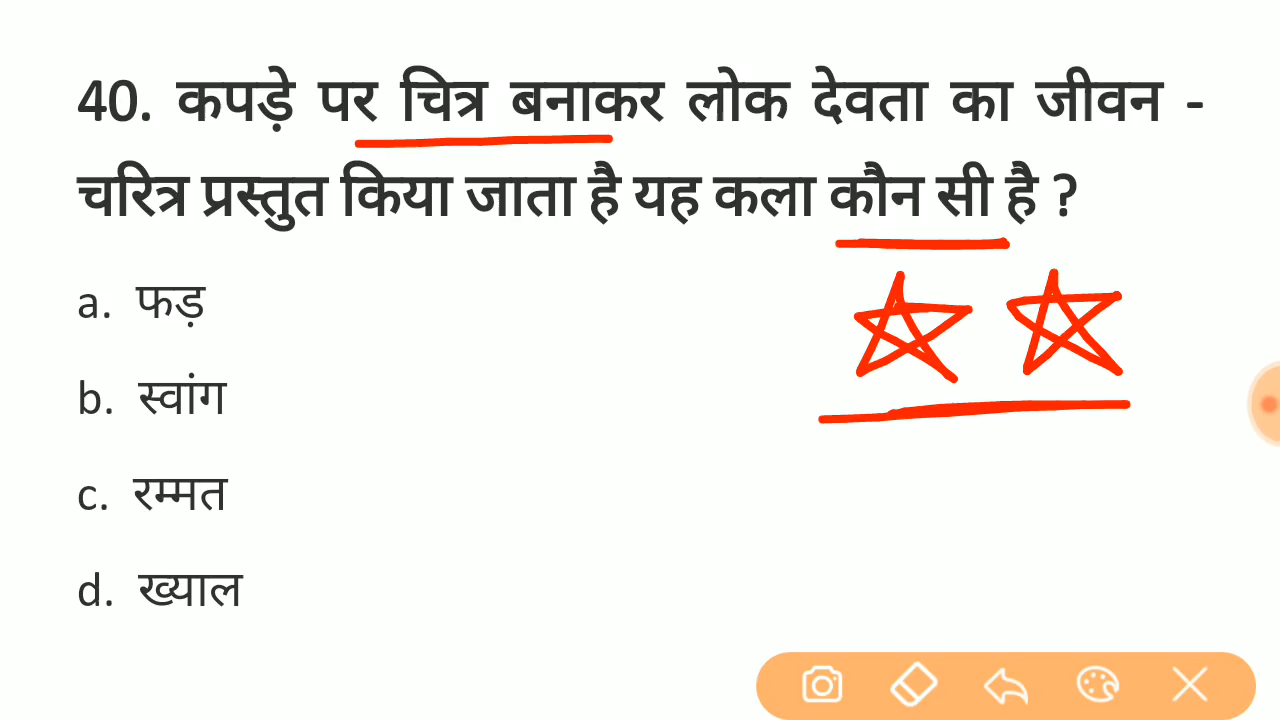 40. कपड़े पर चित्र बनाकर लोक देवता का जीवन -
चरित्र प्रस्तुत किया जाता है यह कला कौन सी है ?
a. फड़
b. स्वांग
c. रम्मत
d. ख्याल